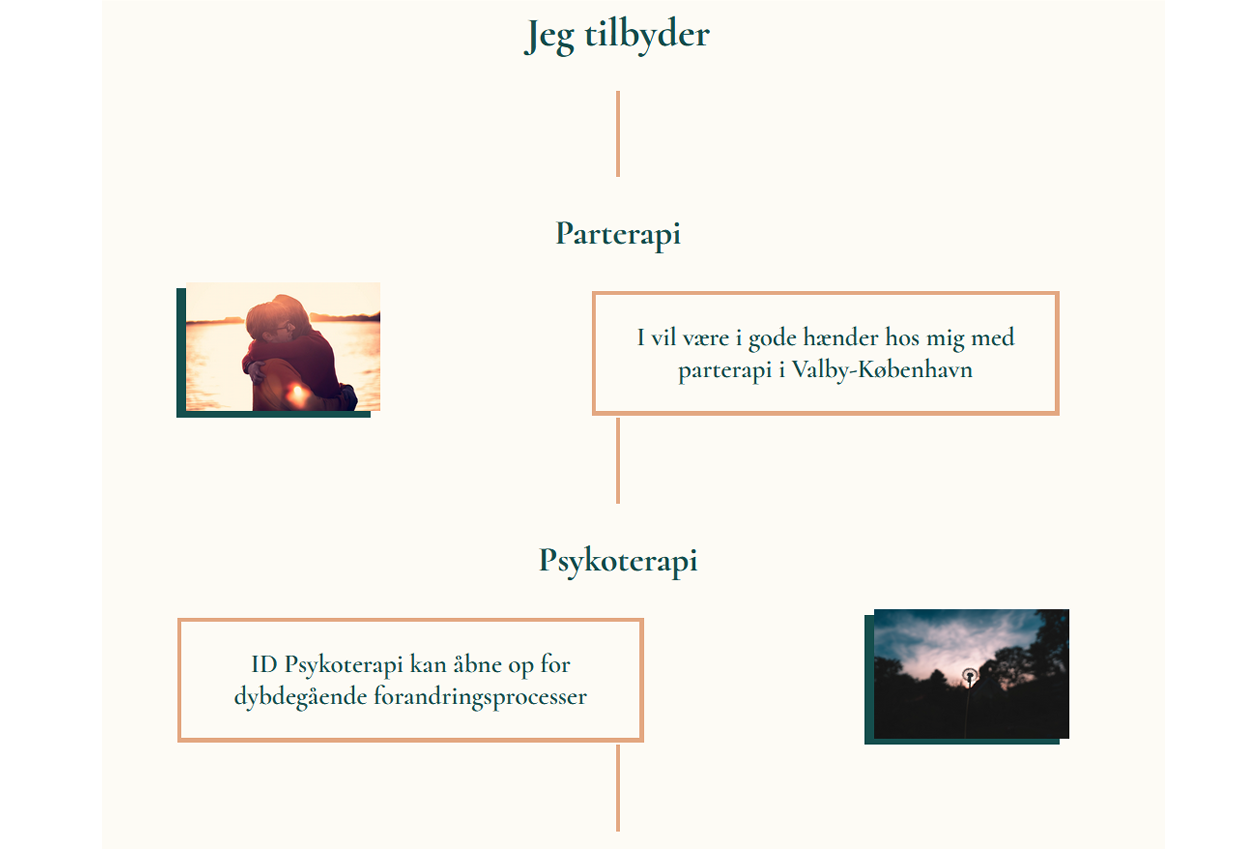 Jeg tilbyder
Parterapi
I vil være i gode hænder hos mig med
parterapi i Valby-København
Psykoterapi
ID Psykoterapi kan åbne op for
dybdegående forandringsprocesser